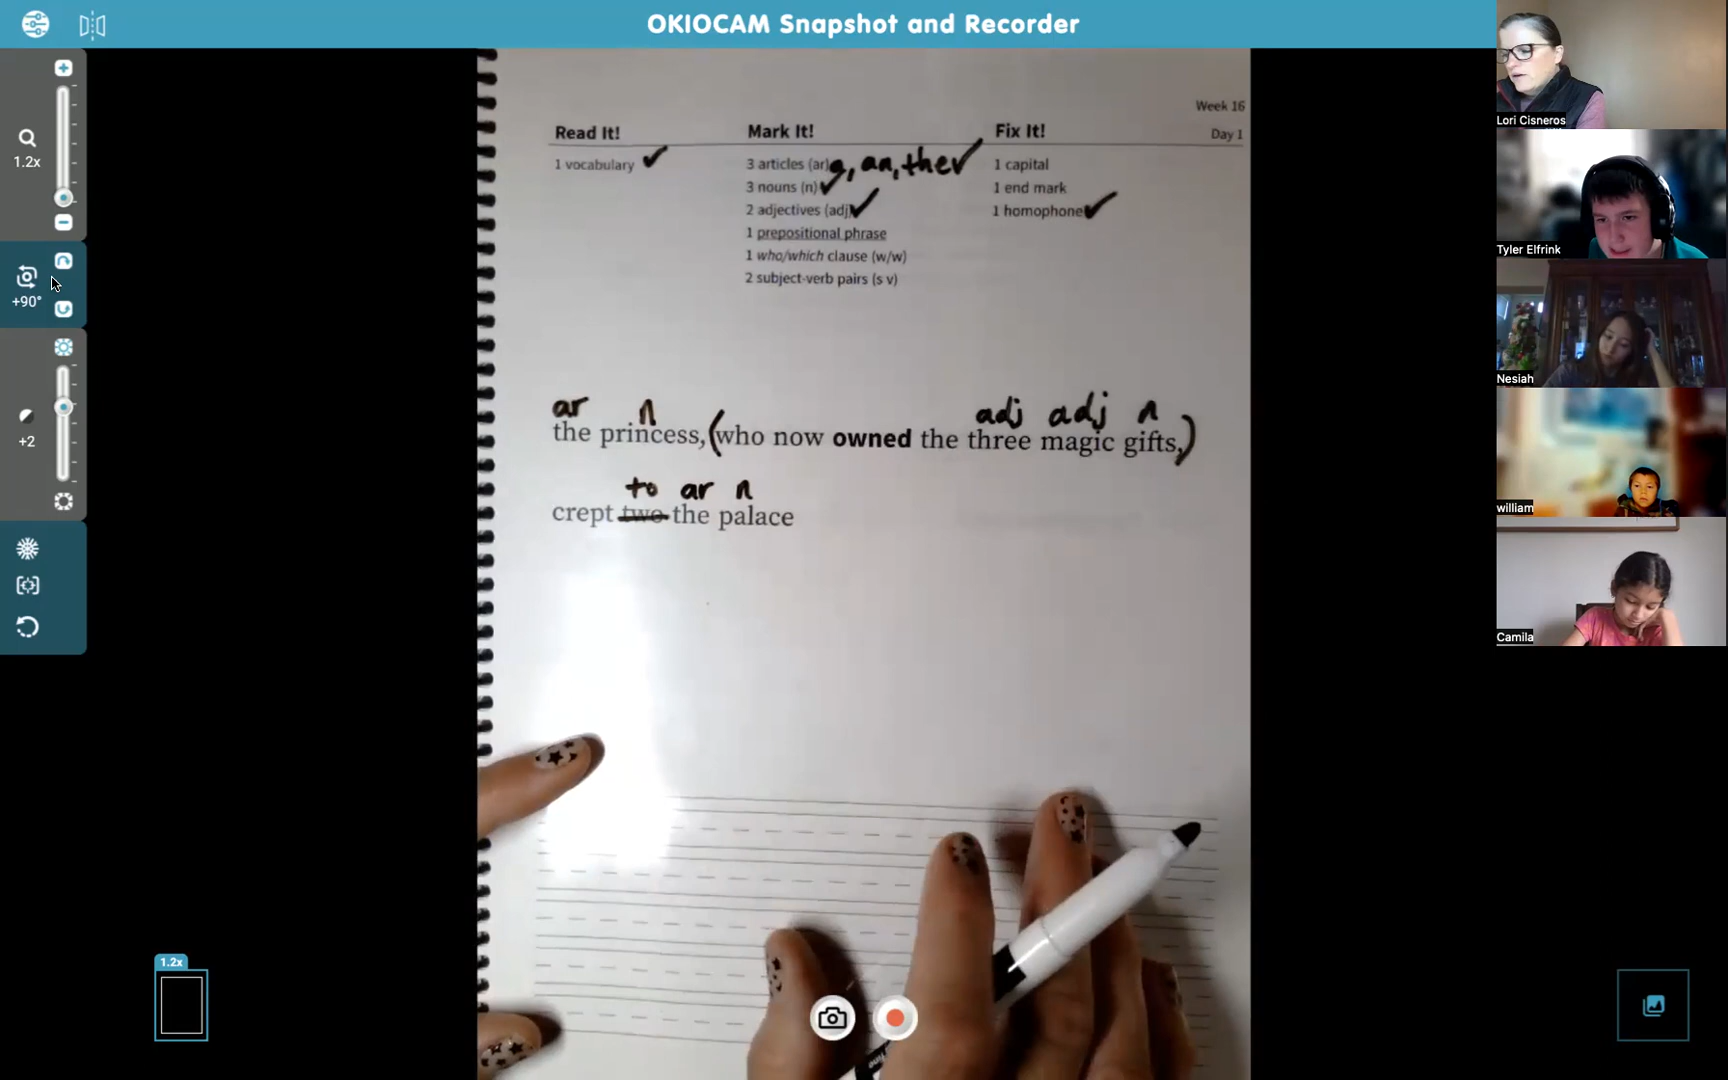 OKIOCAM Snapshot and Recorder
1.2x
+90°
+2
1.2x
Week 16
Day 1
Read It!
1 vocabulary ✓
Mark It!
3 articles (ar) a, an, the ✓
3 nouns (n) ✓
2 adjectives (adj) ✓
1 prepositional phrase
1 who/which clause (w/w)
2 subject-verb pairs (s v)
Fix It!
1 capital
1 end mark
1 homophone ✓
ar n adj adj n
the princess, (who now owned the three magic gifts,)
to ar n
crept two the palace
Lori Cisneros
Tyler Elfrink
Nesiah
william
Camila